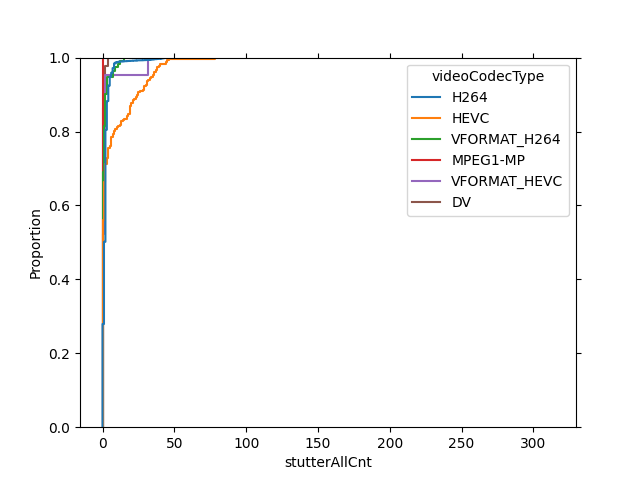 1.0
0.8
0.6
0.4
0.2
0.0
Proportion
0 50 100 150 200 250 300
stutterAllCnt
videoCodecType
H264
HEVC
VFORMAT_H264
MPEG1-MP
VFORMAT_HEVC
DV